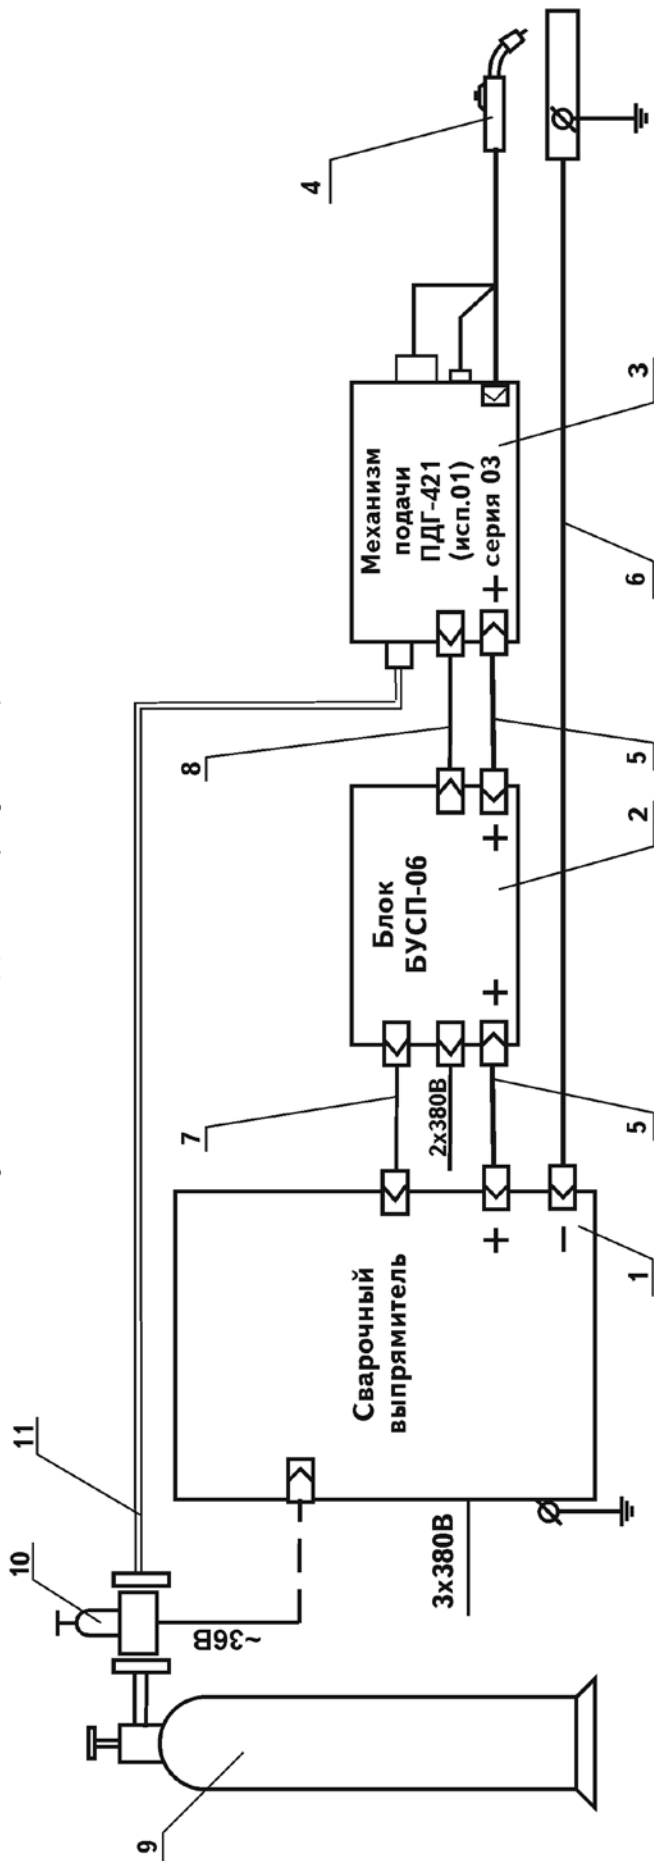 9
10
11
~36В
3х380В
Сварочный
выпрямитель
1
7
2х380В
5
Блок
БУСП-06
2
8
5
6
Механизм
подачи
ПДГ-421
(исп.01)
серия 03
3
4
+
−
+
+
+